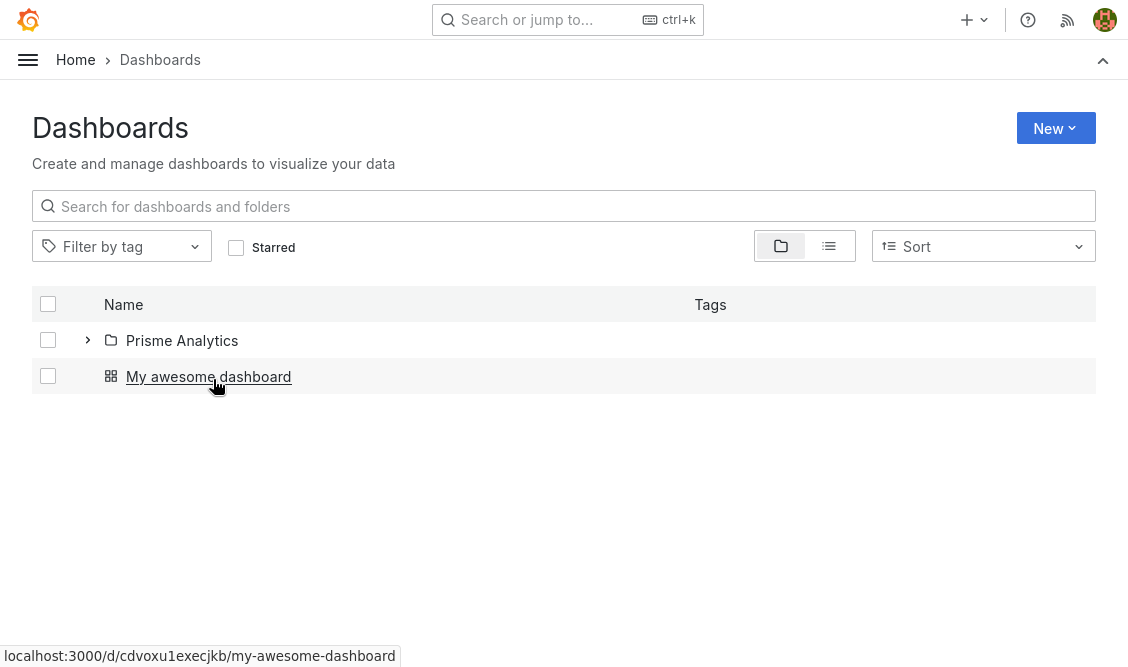 Search or jump to... ctrl+k
Home › Dashboards
Dashboards
New
Create and manage dashboards to visualize your data
Search for dashboards and folders
Filter by tag Starred Sort
Name Tags
Prisme Analytics
My awesome dashboard
localhost:3000/d/cdvoxu1execjkb/my-awesome-dashboard